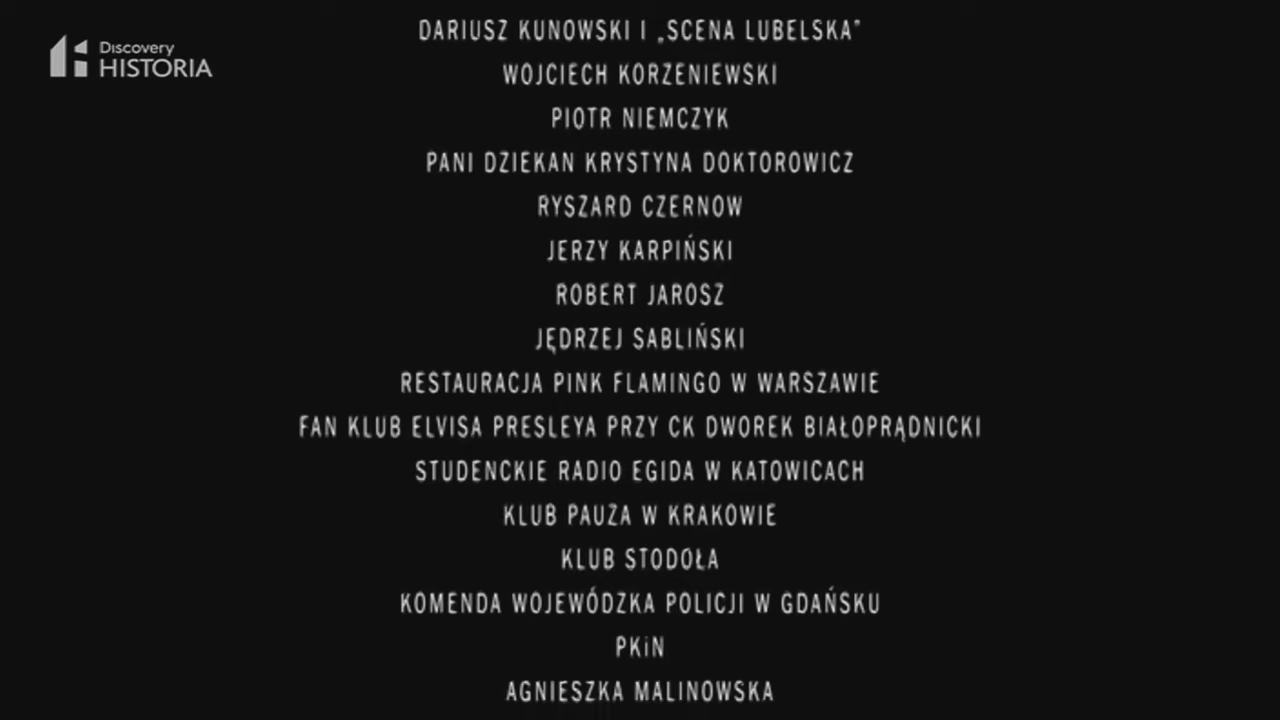 Discovery
HISTORIA
DARIUSZ KUNOWSKI I „SCENA LUBELSKA”
WOJCIECH KORZENIEWSKI
PIOTR NIEMCZYK
PANI DZIEKAN KRYSTYNA DOKTOROWICZ
RYSZARD CZERNOW
JERZY KARPIŃSKI
ROBERT JAROSZ
JĘDRZEJ SABLIŃSKI
RESTAURACJA PINK FLAMINGO W WARSZAWIE
FAN KLUB ELVISA PRESLEYA PRZY CK DWOREK BIAŁOPRĄDNICKI
STUDENCKIE RADIO EGIDA W KATOWICACH
KLUB PAUZA W KRAKOWIE
KLUB STODOŁA
KOMENDA WOJEWÓDZKA POLICJI W GDAŃSKU
PKiN
AGNIESZKA MALINOWSKA